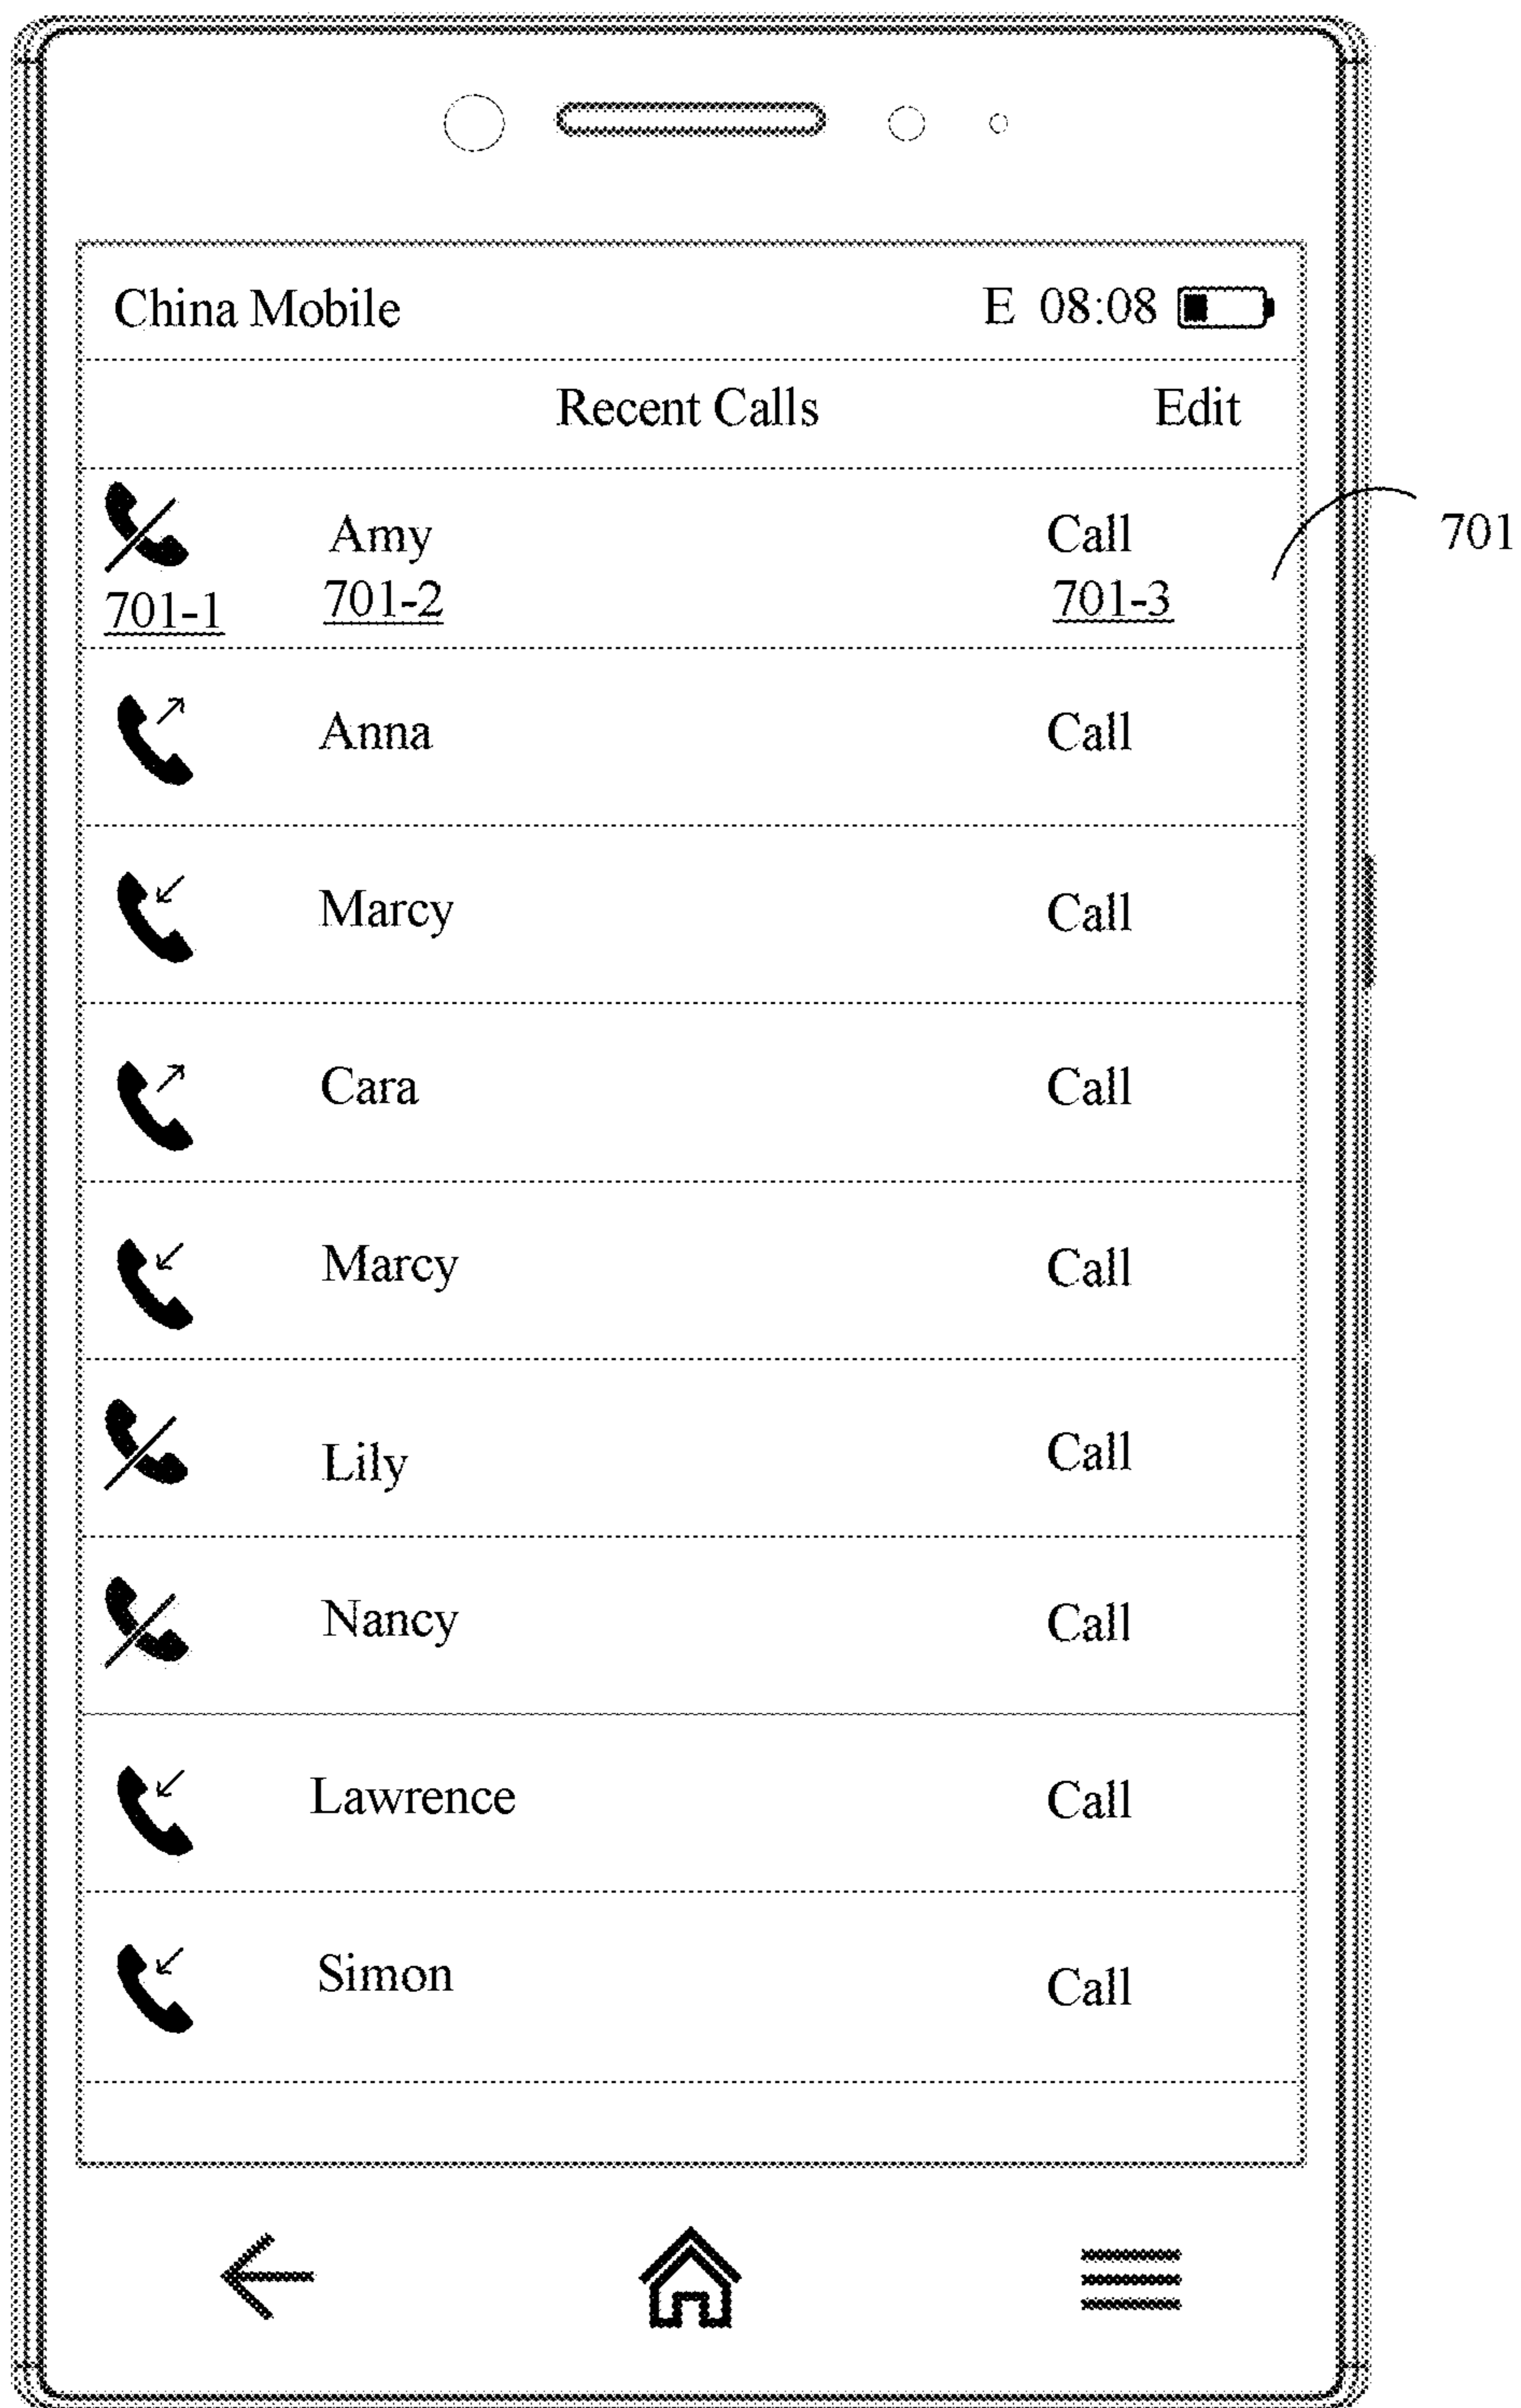 China Mobile E 08:08
Recent Calls Edit
Amy Call 701
701-1 701-2 701-3
Anna Call
Marcy Call
Cara Call
Marcy Call
Lily Call
Nancy Call
Lawrence Call
Simon Call